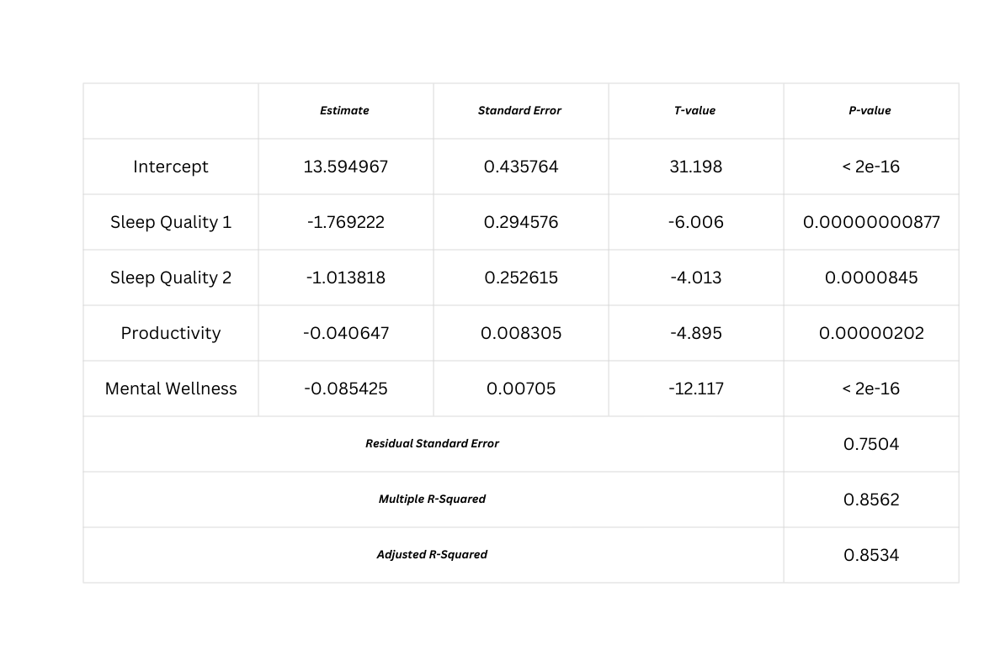 Estimate Standard Error T-value P-value
Intercept 13.594967 0.435764 31.198 < 2e-16
Sleep Quality 1 -1.769222 0.294576 -6.006 0.00000000877
Sleep Quality 2 -1.013818 0.252615 -4.013 0.0000845
Productivity -0.040647 0.008305 -4.895 0.00000202
Mental Wellness -0.085425 0.00705 -12.117 < 2e-16
Residual Standard Error 0.7504
Multiple R-Squared 0.8562
Adjusted R-Squared 0.8534